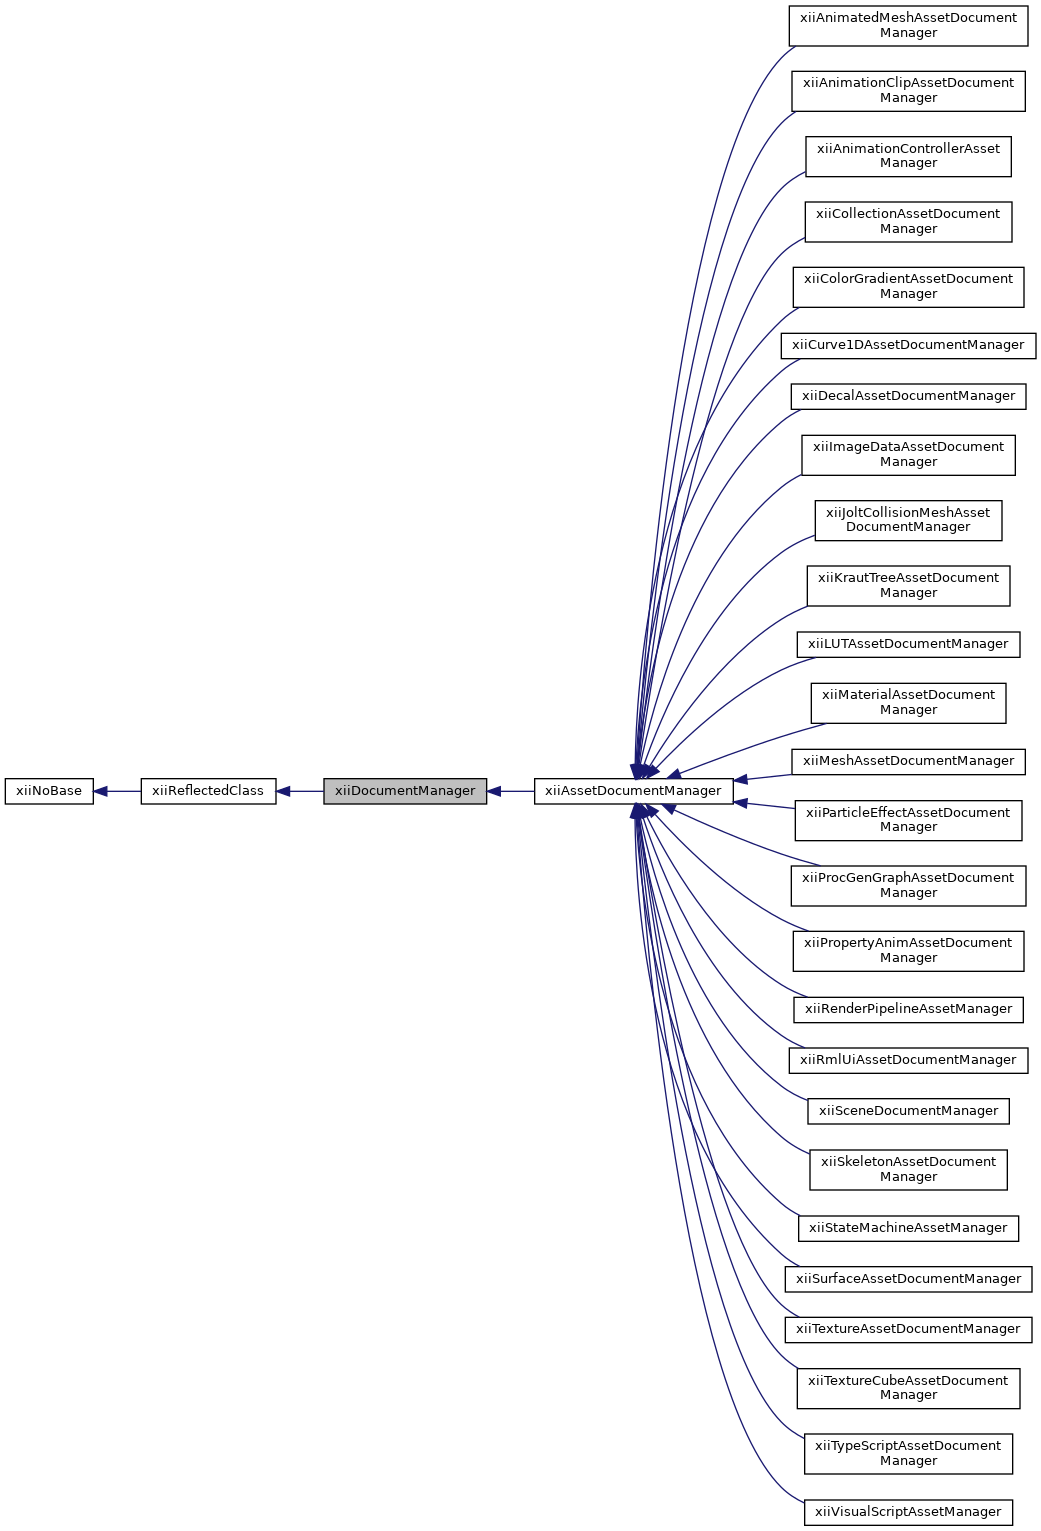 xiiAnimatedMeshAssetDocument
Manager
xiiAnimationClipAssetDocument
Manager
xiiAnimationControllerAsset
Manager
xiiCollectionAssetDocument
Manager
xiiColorGradientAssetDocument
Manager
xiiCurve1DAssetDocumentManager
xiiDecalAssetDocumentManager
xiiImageDataAssetDocument
Manager
xiiJoltCollisionMeshAsset
DocumentManager
xiiKrautTreeAssetDocument
Manager
xiiLUTAssetDocumentManager
xiiMaterialAssetDocument
Manager
xiiMeshAssetDocumentManager
xiiNoBase
xiiReflectedClass
xiiDocumentManager
xiiAssetDocumentManager
xiiParticleEffectAssetDocument
Manager
xiiProcGenGraphAssetDocument
Manager
xiiPropertyAnimAssetDocument
Manager
xiiRenderPipelineAssetManager
xiiRmlUiAssetDocumentManager
xiiSceneDocumentManager
xiiSkeletonAssetDocument
Manager
xiiStateMachineAssetManager
xiiSurfaceAssetDocumentManager
xiiTextureAssetDocumentManager
xiiTextureCubeAssetDocument
Manager
xiiTypeScriptAssetDocument
Manager
xiiVisualScriptAssetManager